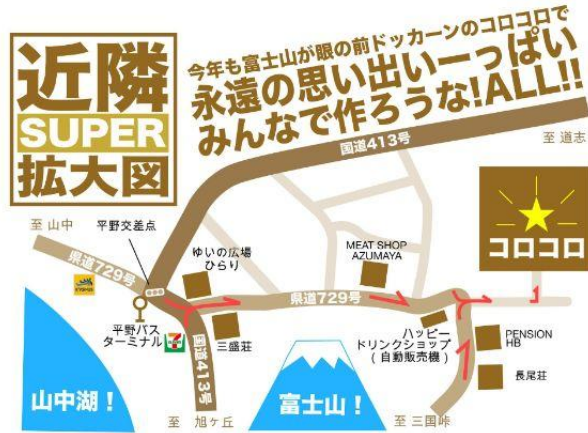 近隣
SUPER
拡大図
今年も富士山が眼の前ドッカーンのコロコロで
永遠の思い出いーっぱい
みんなで作ろうな!ALL!!
国道413号
至 道志
至 山中
平野交差点
県道729号
ゆいの広場
ひらり
MEAT SHOP
AZUMAYA
コロコロ
県道729号
平野バス
ターミナル
三盛荘
国道413号
ハッピー
ドリンクショップ
(自動販売機)
PENSION
HB
長尾荘
山中湖!
至 旭ヶ丘
富士山!
至 三国峠